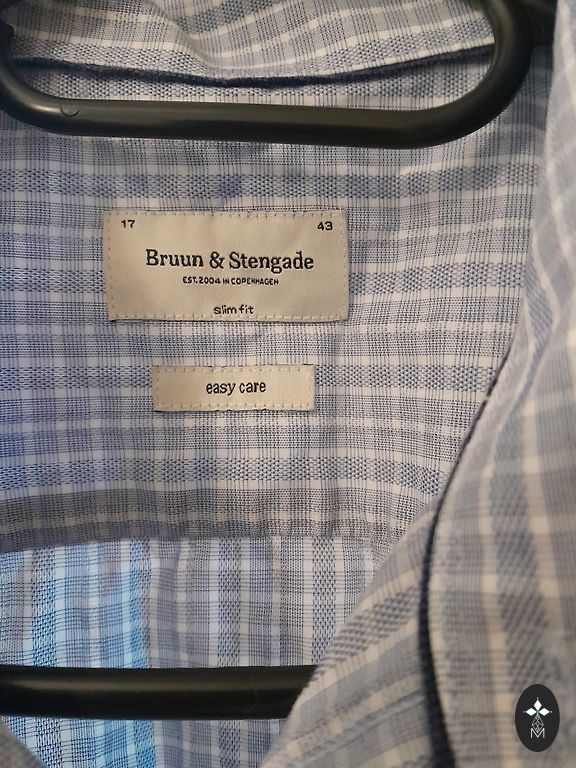 17 43
Bruun & Stengade
EST. 2004 IN COPENHAGEN
slim fit
easy care
M